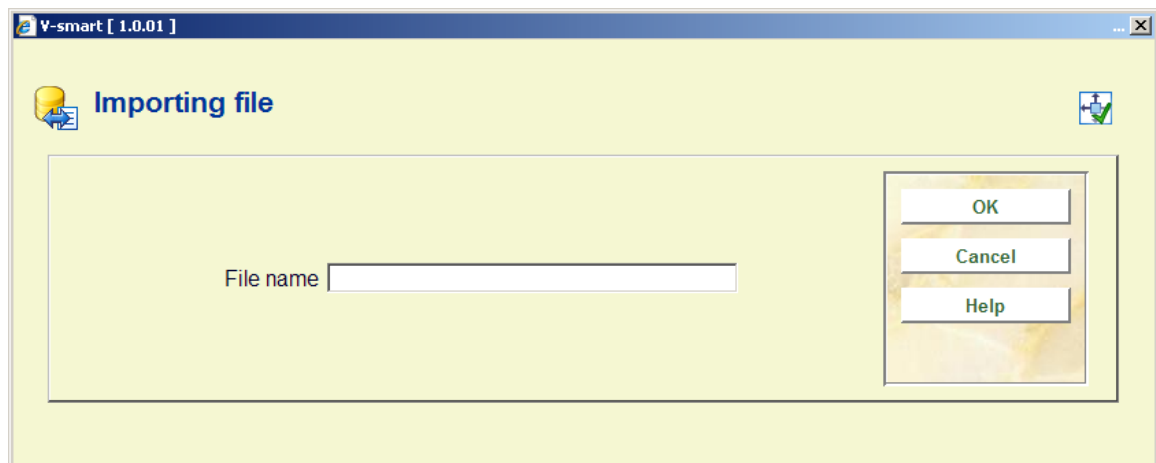 V-smart [ 1.0.01 ] ...
Importing file
OK
Cancel
File name
Help